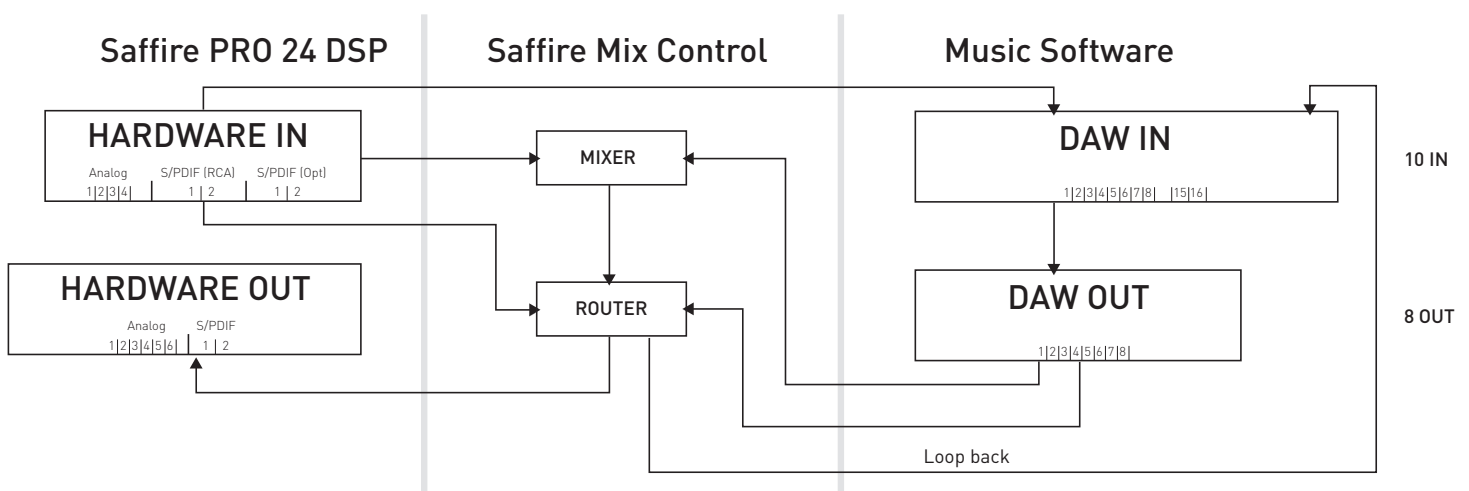 Saffire PRO 24 DSP
Saffire Mix Control
Music Software
HARDWARE IN
Analog
S/PDIF (RCA)
S/PDIF (Opt)
1|2|3|4|
1 | 2
1 | 2
MIXER
DAW IN
1|2|3|4|5|6|7|8| |15|16|
10 IN
HARDWARE OUT
Analog
S/PDIF
1|2|3|4|5|6|
1 | 2
ROUTER
DAW OUT
1|2|3|4|5|6|7|8|
8 OUT
Loop back